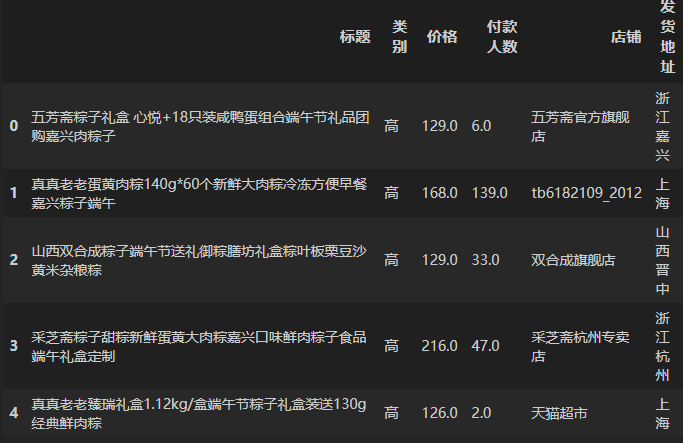 标题 类别 价格 付款人数 店铺 发货地址
0 五芳斋粽子礼盒 心悦+18只装咸鸭蛋组合端午节礼品团购嘉兴肉粽子 高 129.0 6.0 五芳斋官方旗舰店 浙江嘉兴
1 真真老老蛋黄肉粽140g*60个新鲜大肉粽冷冻方便早餐嘉兴粽子端午 高 168.0 139.0 tb6182109_2012 上海
2 山西双合成粽子端午节送礼御粽膳坊礼盒粽叶板栗豆沙黄米杂粮粽 高 129.0 33.0 双合成旗舰店 山西晋中
3 采芝斋粽子甜粽新鲜蛋黄大肉粽嘉兴口味鲜肉粽子食品端午礼盒定制 高 216.0 47.0 采芝斋杭州专卖店 浙江杭州
4 真真老老臻瑞礼盒1.12kg/盒端午节粽子礼盒装送130g经典鲜肉粽 高 126.0 2.0 天猫超市 上海